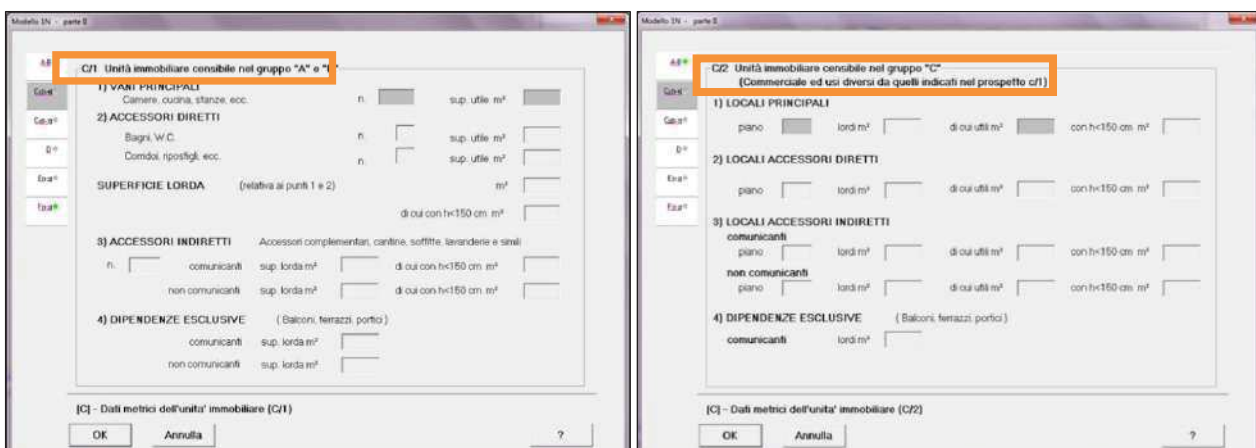 Modello 1N - parte II
C/1 Unità immobiliare censibile nel gruppo "A" e
1) VANI PRINCIPALI
Camere, cucina, stanze, ecc. n. sup. utile m²
2) ACCESSORI DIRETTI
Bagni, W.C. n. sup. utile m²
Corridoi, ripostigli, ecc. n. sup. utile m²
SUPERFICIE LORDA (relativa ai punti 1 e 2) m²
di cui con h<150 cm m²
3) ACCESSORI INDIRETTI Accessori complementari, cantine, soffitte, lavanderie e simili
n. comunicanti sup. lorda m² di cui con h<150 cm m²
non comunicanti sup. lorda m² di cui con h<150 cm m²
4) DIPENDENZE ESCLUSIVE ( Balconi, terrazzi, portici )
comunicanti sup. lorda m²
non comunicanti sup. lorda m²
[C] - Dati metrici dell'unita' immobiliare (C/1)
OK Annulla ?
Modello 1N - parte II
C/2 Unità immobiliare censibile nel gruppo "C"
(Commerciale ed usi diversi da quelli indicati nel prospetto c/1)
1) LOCALI PRINCIPALI
piano lordi m² di cui utili m² con h<150 cm m²
2) LOCALI ACCESSORI DIRETTI
piano lordi m² di cui utili m² con h<150 cm m²
3) LOCALI ACCESSORI INDIRETTI
comunicanti
piano lordi m² di cui utili m² con h<150 cm m²
non comunicanti
piano lordi m² di cui utili m² con h<150 cm m²
4) DIPENDENZE ESCLUSIVE ( Balconi, terrazzi, portici )
comunicanti lordi m²
[C] - Dati metrici dell'unita' immobiliare (C/2)
OK Annulla ?